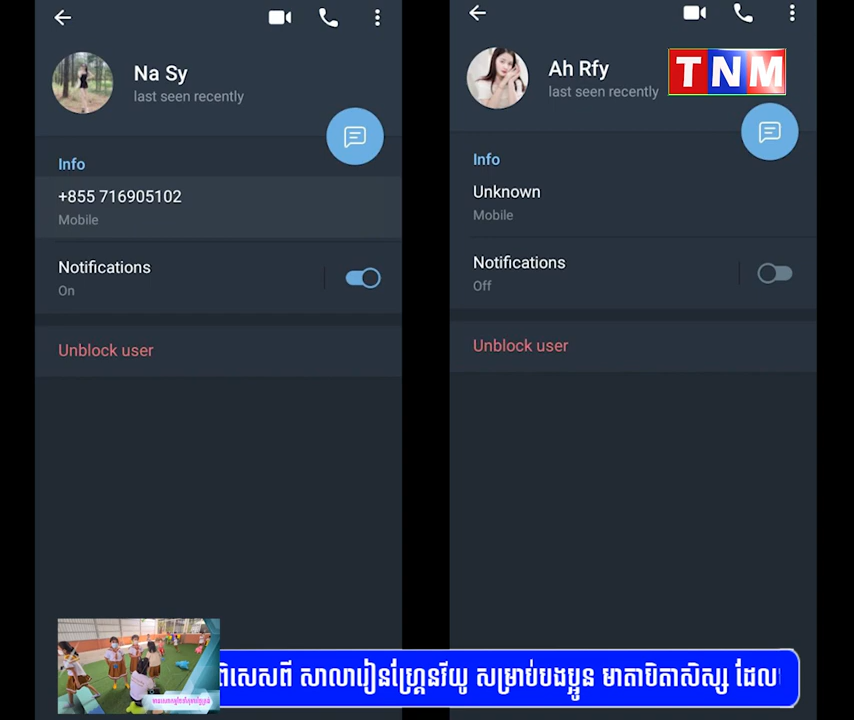 Na Sy
last seen recently
Info
+855 716905102
Mobile
Notifications
On
Unblock user
Ah Rfy
last seen recently
TNM
Info
Unknown
Mobile
Notifications
Off
Unblock user
ពិសេសពី សាលារៀនហ្វ្រែនវីយូ សម្រាប់បងប្អូន មាតាបិតាសិស្ស ដែល